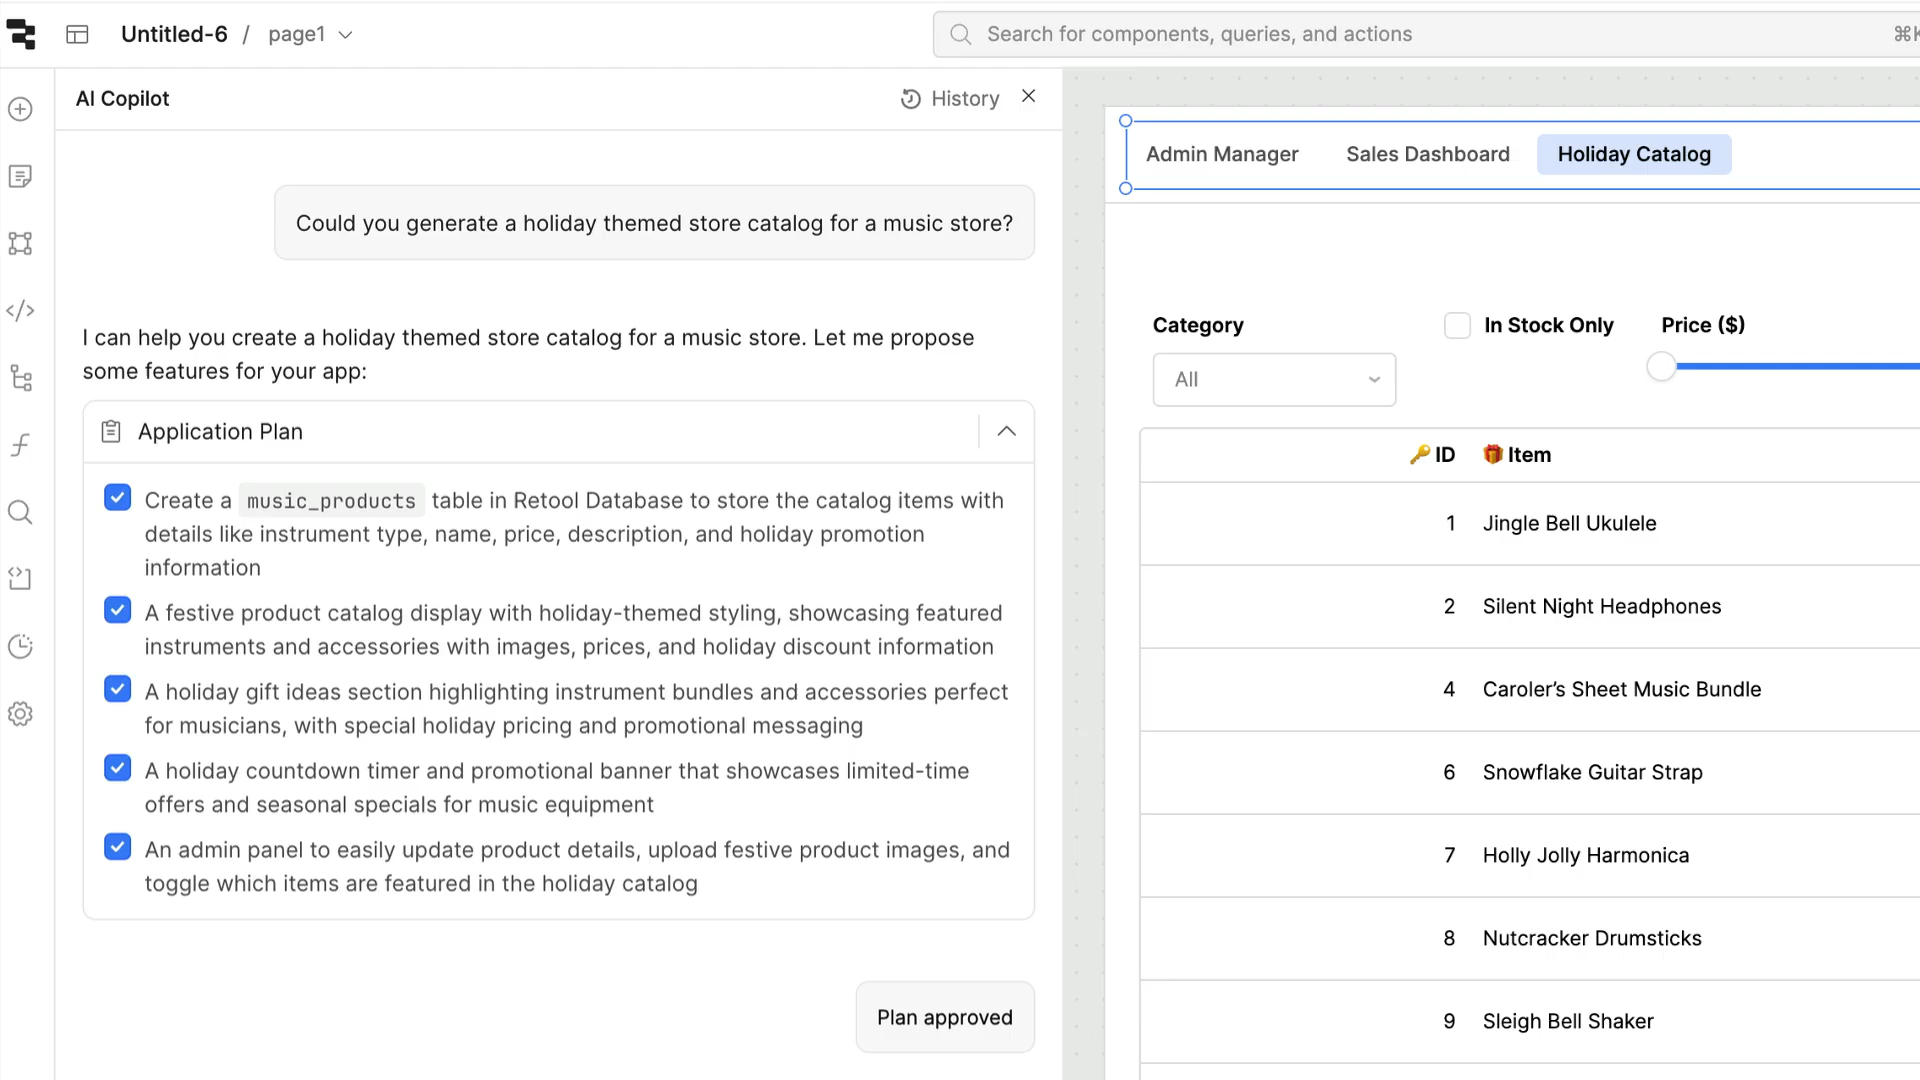 Untitled-6 / page1
Search for components, queries, and actions
AI Copilot
History
Could you generate a holiday themed store catalog for a music store?
I can help you create a holiday themed store catalog for a music store. Let me propose
some features for your app:
Application Plan
Create a music_products table in Retool Database to store the catalog items with
details like instrument type, name, price, description, and holiday promotion
information
A festive product catalog display with holiday-themed styling, showcasing featured
instruments and accessories with images, prices, and holiday discount information
A holiday gift ideas section highlighting instrument bundles and accessories perfect
for musicians, with special holiday pricing and promotional messaging
A holiday countdown timer and promotional banner that showcases limited-time
offers and seasonal specials for music equipment
An admin panel to easily update product details, upload festive product images, and
toggle which items are featured in the holiday catalog
Plan approved
Admin Manager Sales Dashboard Holiday Catalog
Category In Stock Only Price ($)
All
🔑 ID 🎁 Item
1 Jingle Bell Ukulele
2 Silent Night Headphones
4 Caroler’s Sheet Music Bundle
6 Snowflake Guitar Strap
7 Holly Jolly Harmonica
8 Nutcracker Drumsticks
9 Sleigh Bell Shaker